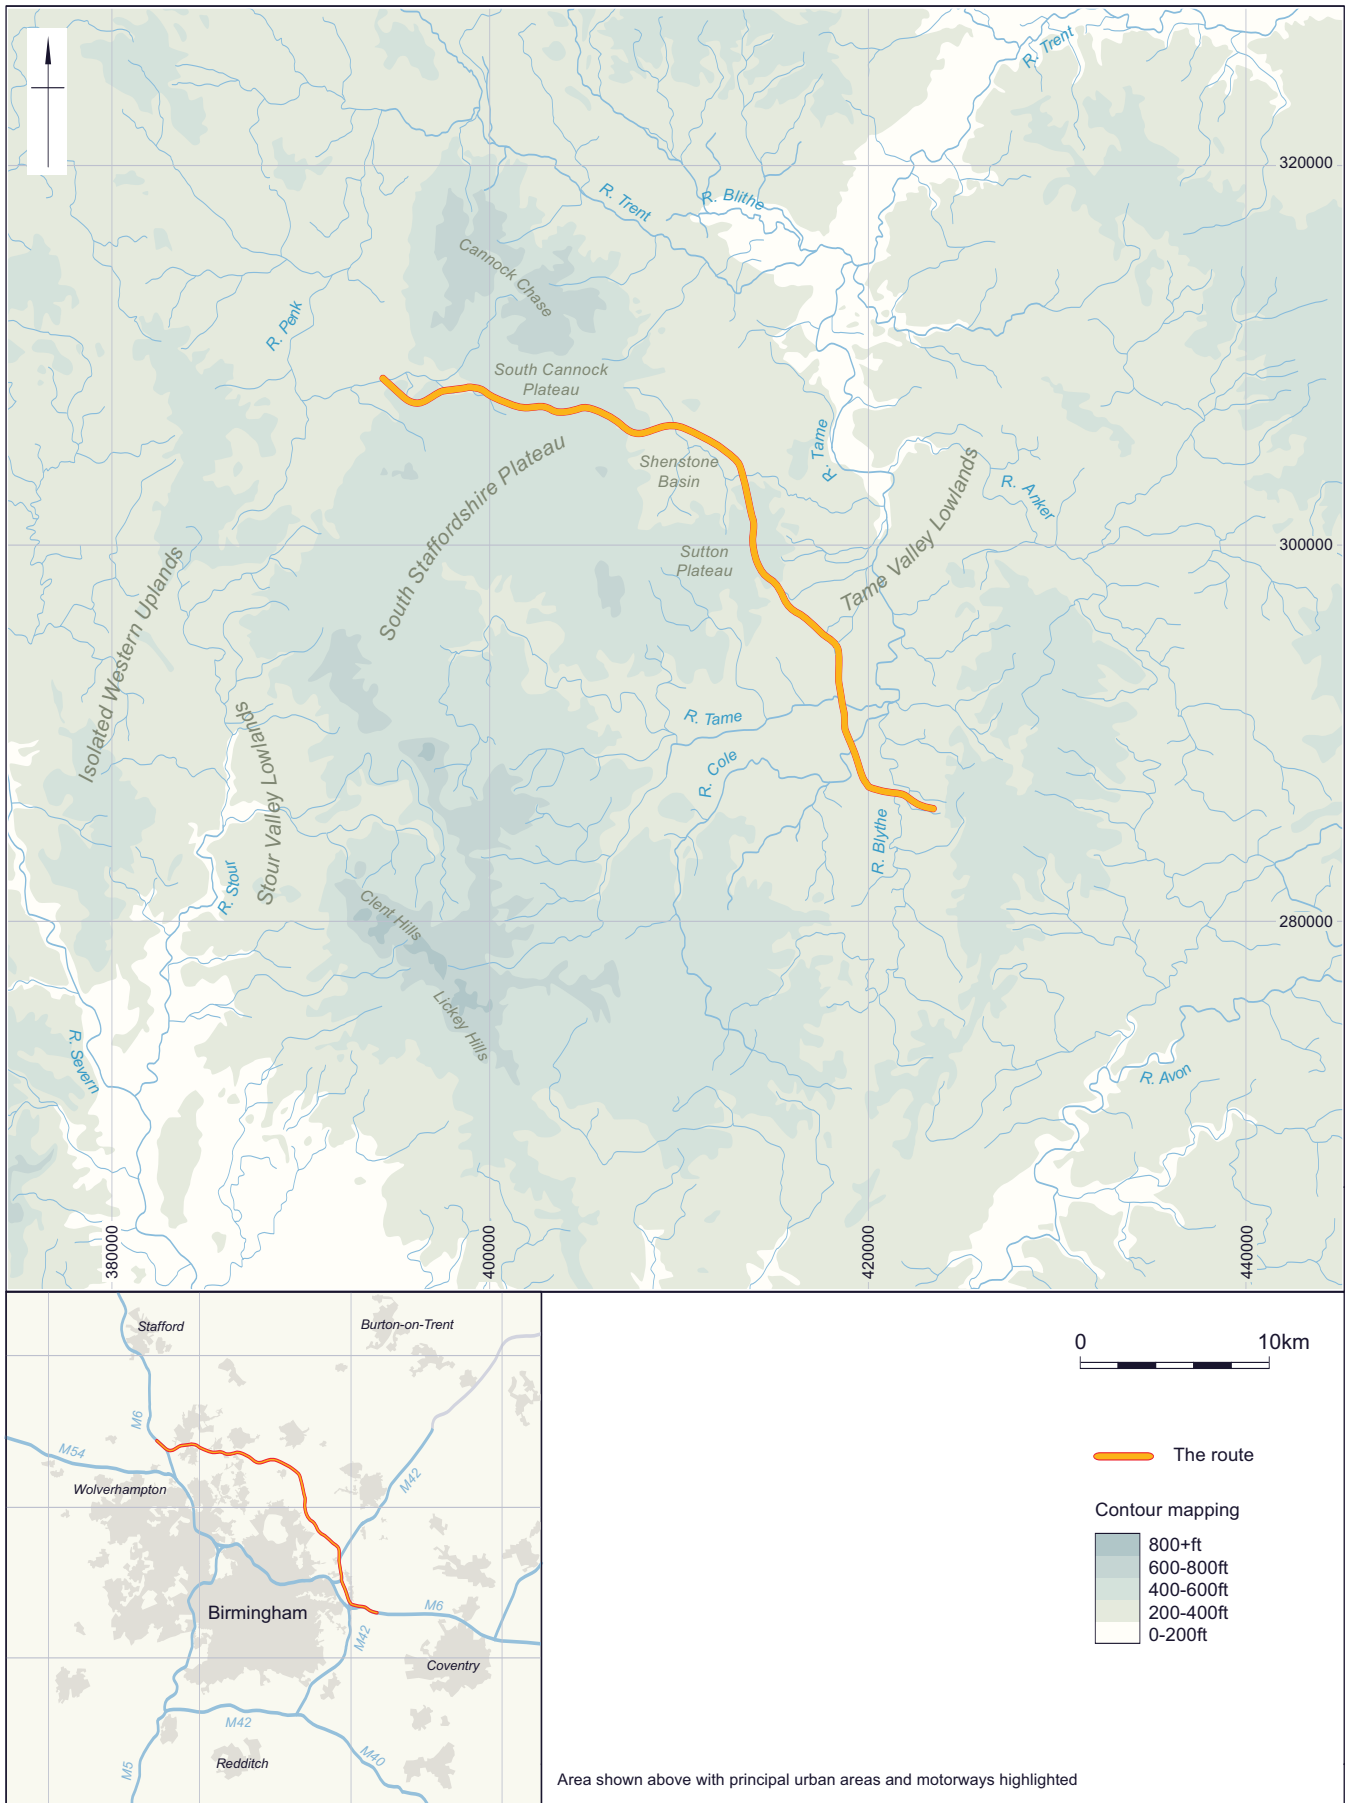 R. Trent
320000
R. Blithe
R. Trent
Cannock Chase
R. Penk
South Cannock
Plateau
R. Tame
Shenstone
Basin
South Staffordshire Plateau
R. Anker
Tame Valley Lowlands
300000
Sutton
Plateau
Isolated Western Uplands
Stour Valley Lowlands
R. Tame
R. Cole
R. Blythe
R. Stour
Clent Hills
280000
Lickey Hills
R. Severn
R. Avon
380000
400000
420000
440000
Stafford
Burton-on-Trent
M6
M54
Wolverhampton
M42
Birmingham
M6
M42
Coventry
M42
M40
M5
Redditch
0 10km
The route
Contour mapping
800+ft
600-800ft
400-600ft
200-400ft
0-200ft
Area shown above with principal urban areas and motorways highlighted